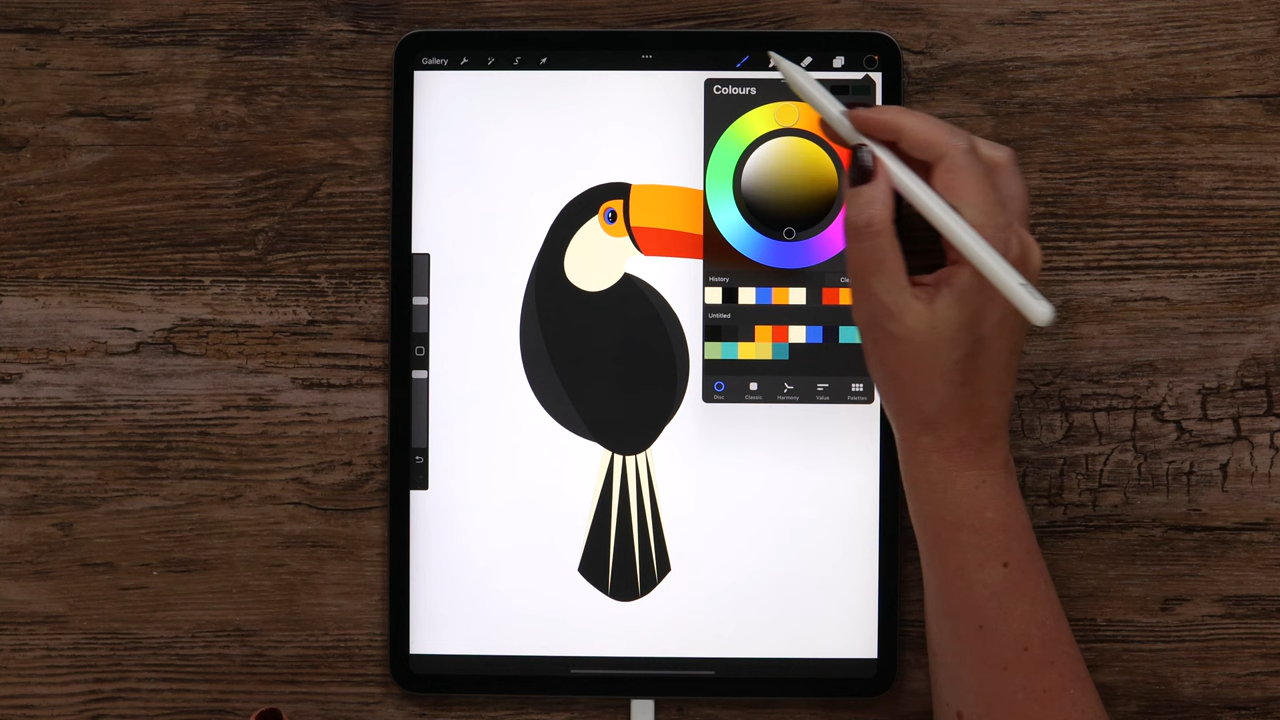 Gallery
Colours
History
Untitled
Disc Classic Harmony Value Palettes